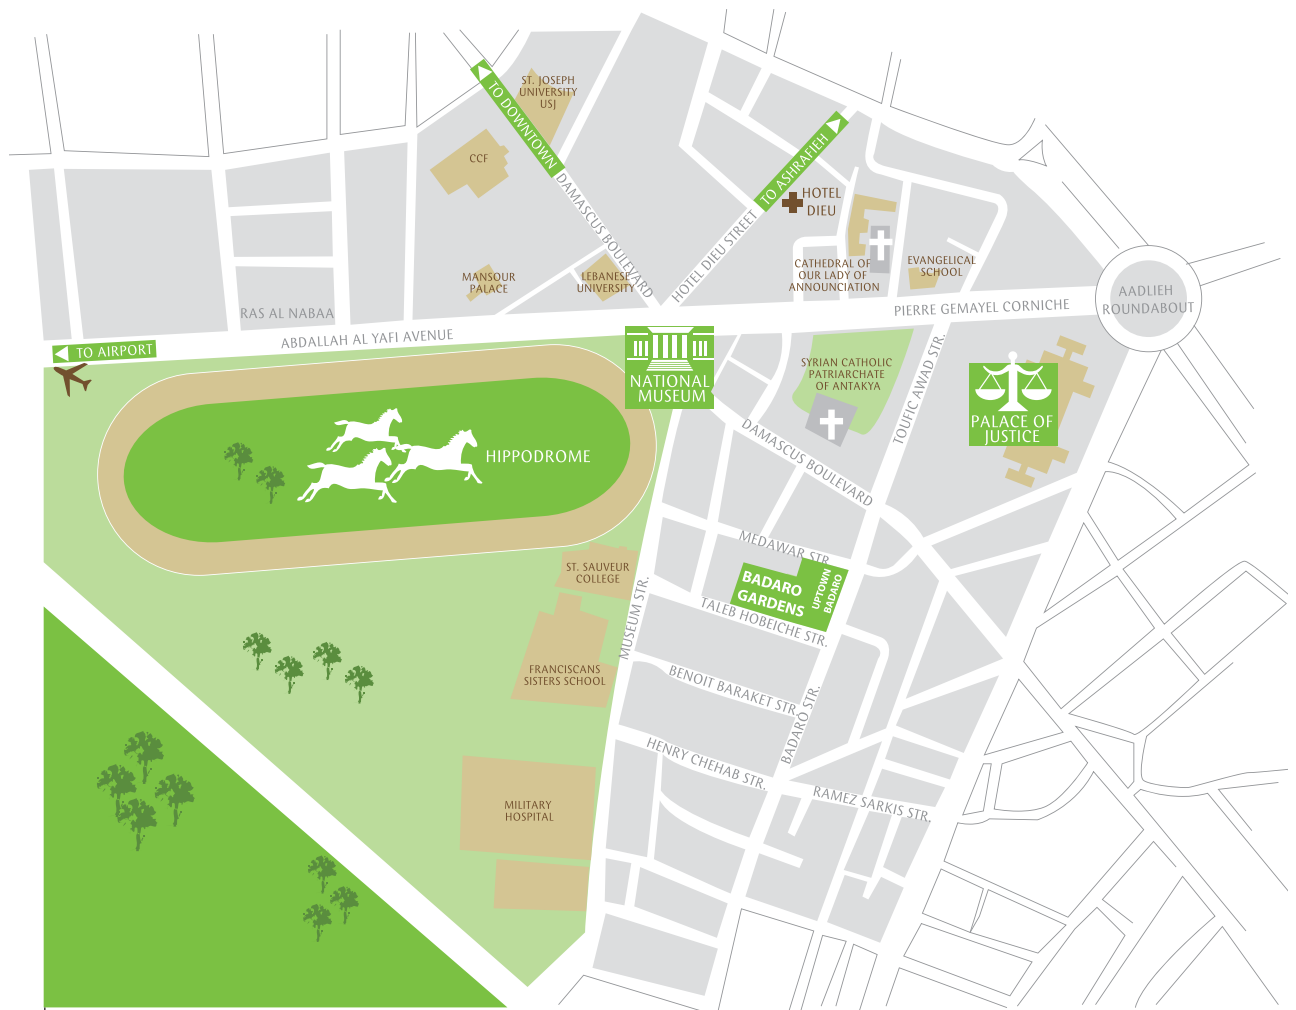 ST. JOSEPH
UNIVERSITY
USJ
TO DOWNTOWN
CCF
TO ASHRAFIEH
HOTEL
DIEU
DAMASCUS BOULEVARD
HOTEL DIEU STREET
MANSOUR
PALACE
LEBANESE
UNIVERSITY
CATHEDRAL OF
OUR LADY OF
ANNOUNCIATION
EVANGELICAL
SCHOOL
AADLIEH
ROUNDABOUT
PIERRE GEMAYEL CORNICHE
RAS AL NABAA
ABDALLAH AL YAFI AVENUE
TO AIRPORT
NATIONAL
MUSEUM
SYRIAN CATHOLIC
PATRIARCHATE
OF ANTAKYA
TOUFIC AWAD STR.
PALACE OF
JUSTICE
DAMASCUS BOULEVARD
HIPPODROME
MEDAWAR STR.
ST. SAUVEUR
COLLEGE
BADARO
GARDENS
UPTOWN
BADARO
MUSEUM STR.
TALEB HOBEICHE STR.
FRANCISCANS
SISTERS SCHOOL
BENOIT BARAKET STR.
BADARO STR.
HENRY CHEHAB STR.
RAMEZ SARKIS STR.
MILITARY
HOSPITAL